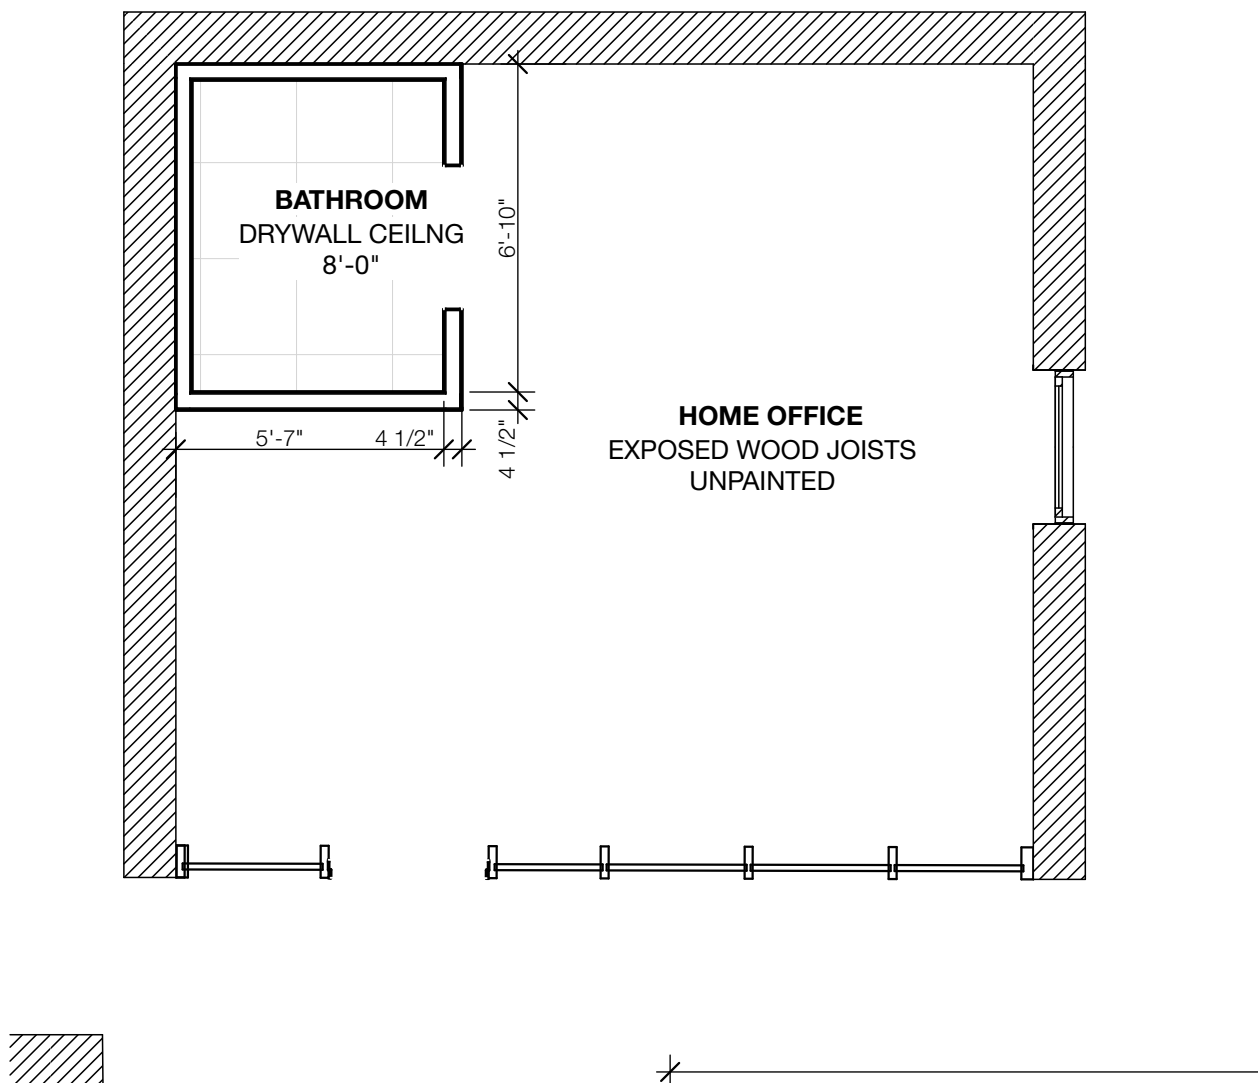 BATHROOM
DRYWALL CEILNG
8'-0"
6'-10"
HOME OFFICE
EXPOSED WOOD JOISTS
UNPAINTED
5'-7"
4 1/2"
4 1/2"